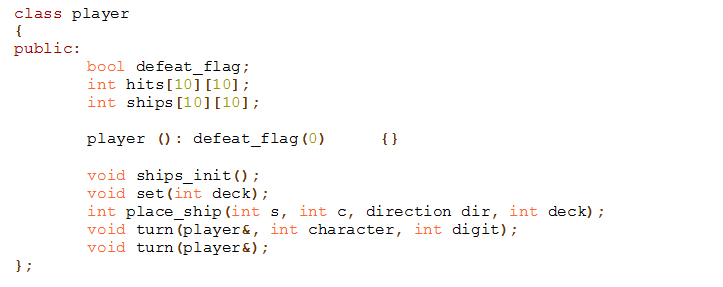 class player
{
public:
        bool defeat_flag;
        int hits[10][10];
        int ships[10][10];

        player (): defeat_flag(0)      {}

        void ships_init();
        void set(int deck);
        int place_ship(int s, int c, direction dir, int deck);
        void turn(player&, int character, int digit);
        void turn(player&);
};